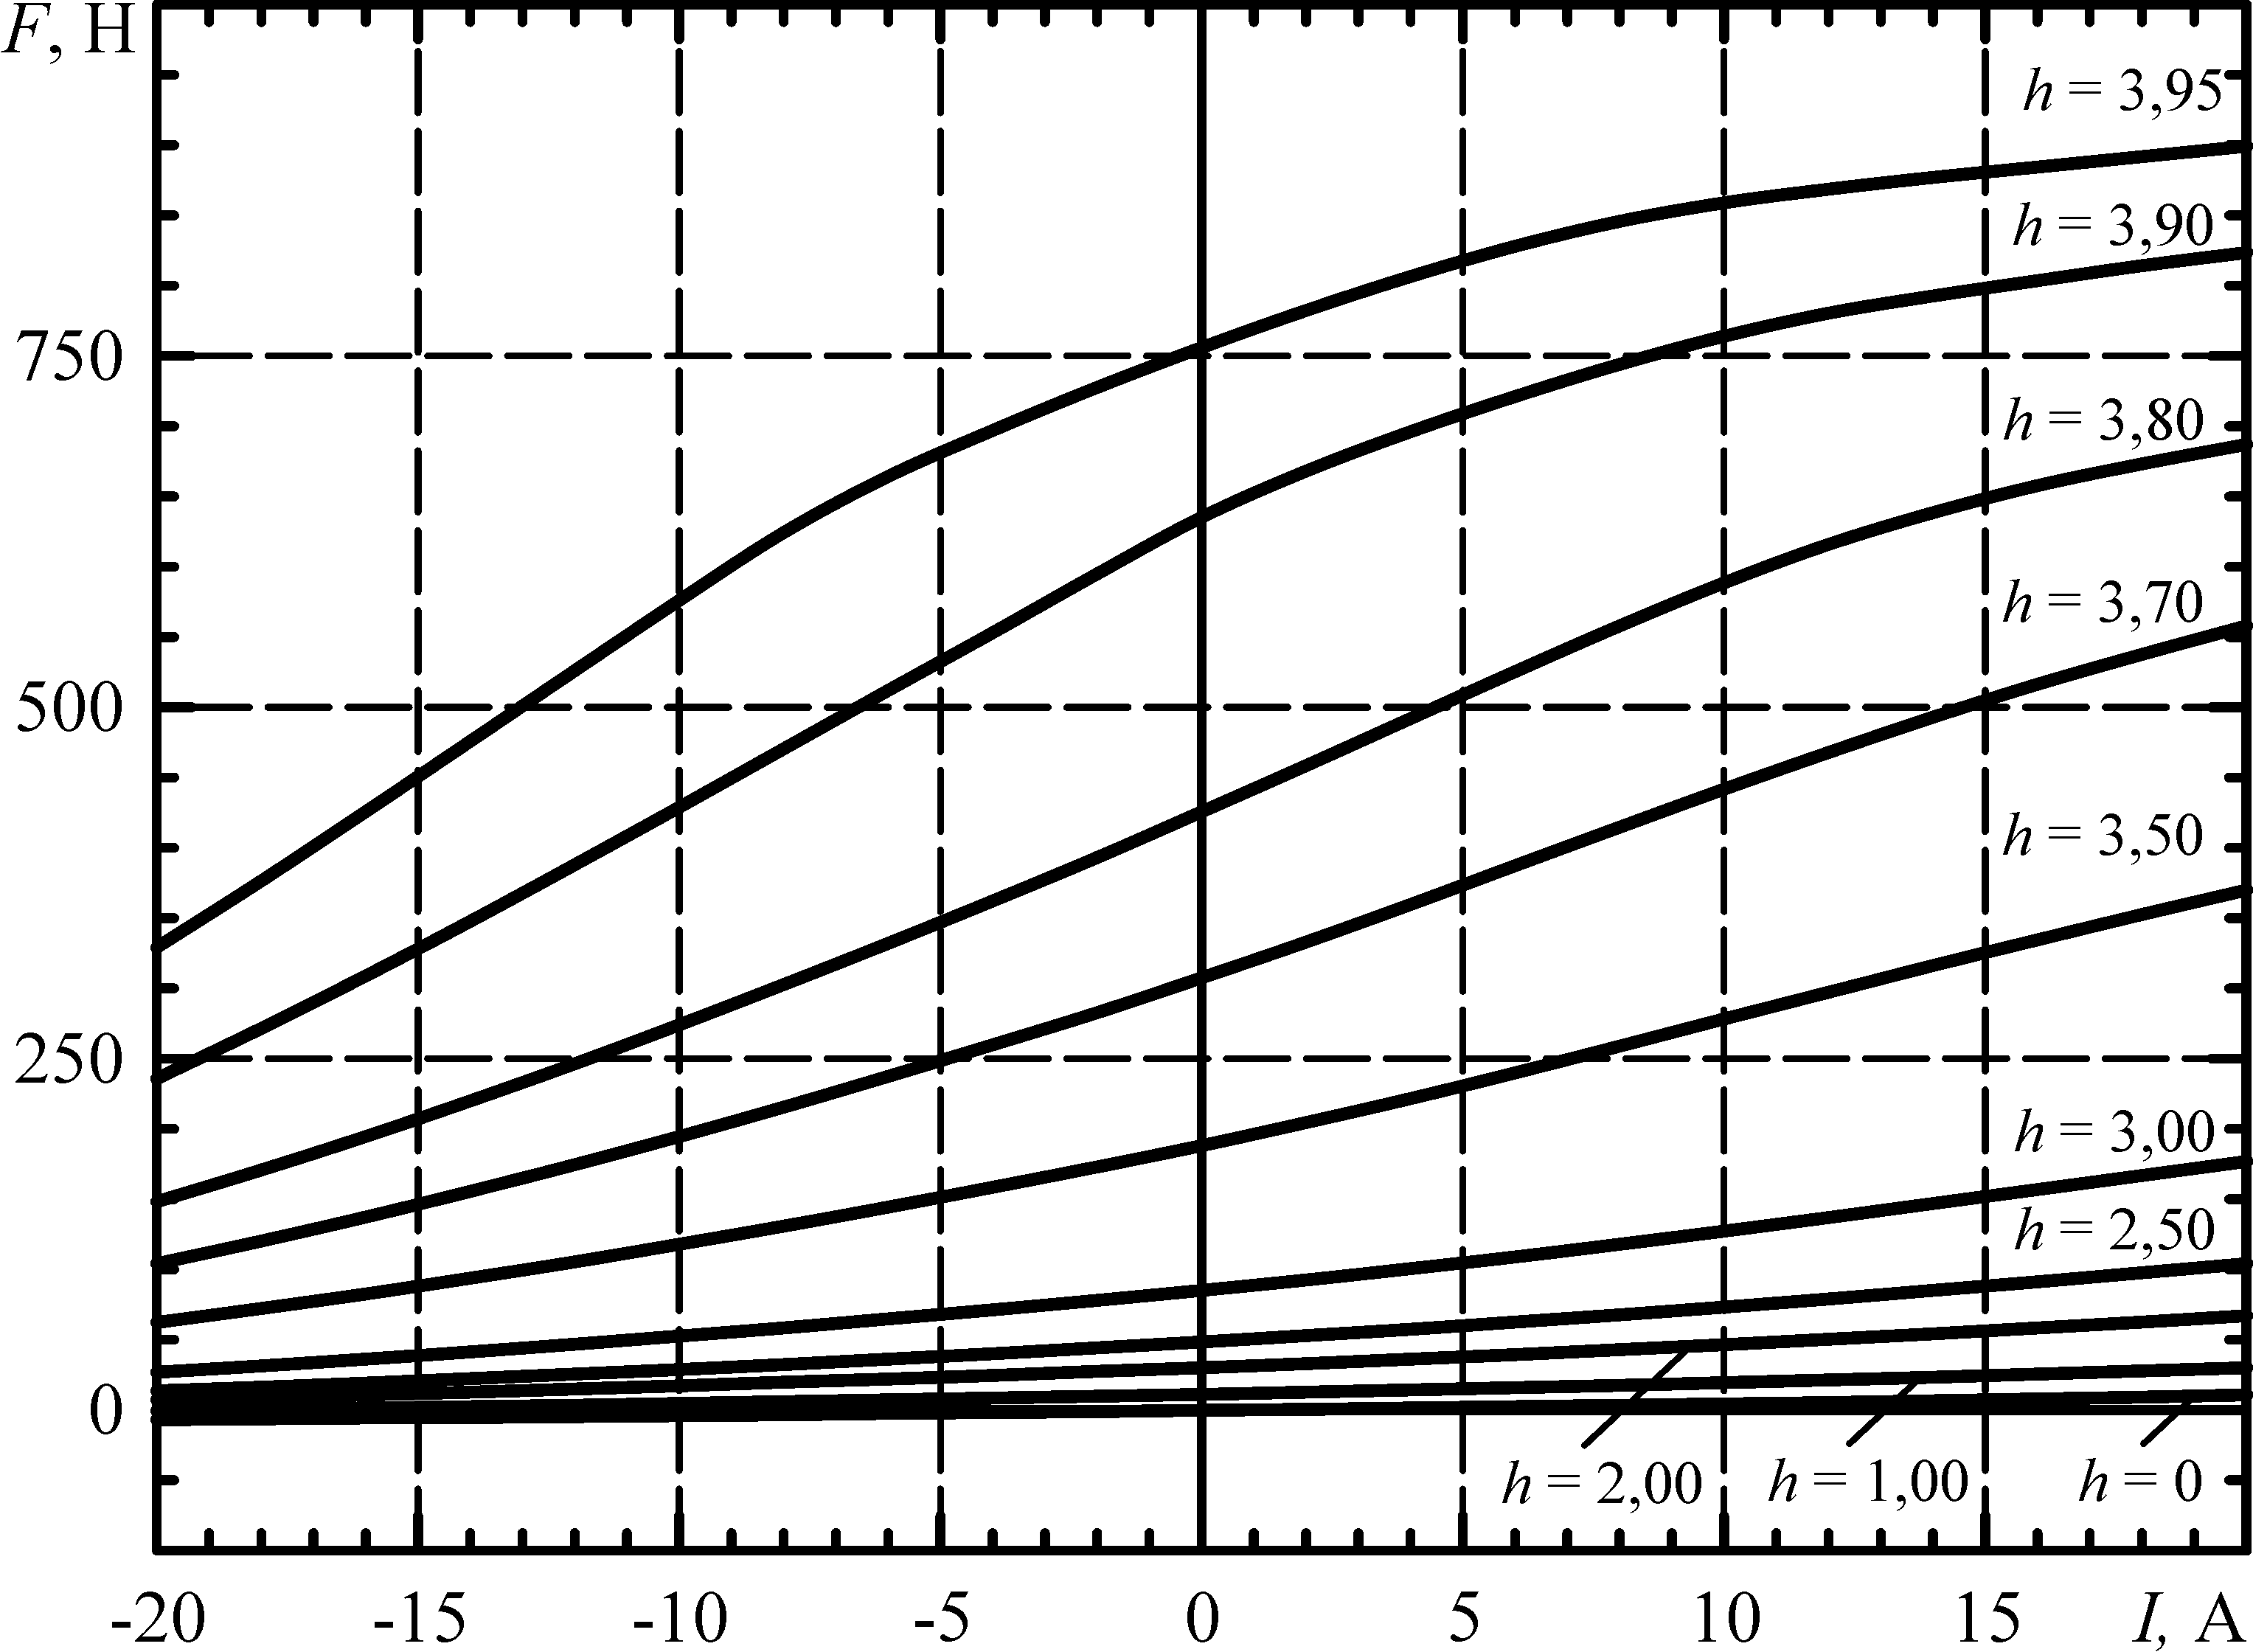 F, Н
h = 3,95
h = 3,90
750
h = 3,80
h = 3,70
500
h = 3,50
250
h = 3,00
h = 2,50
0
h = 2,00 h = 1,00 h = 0
-20 -15 -10 -5 0 5 10 15 I, А